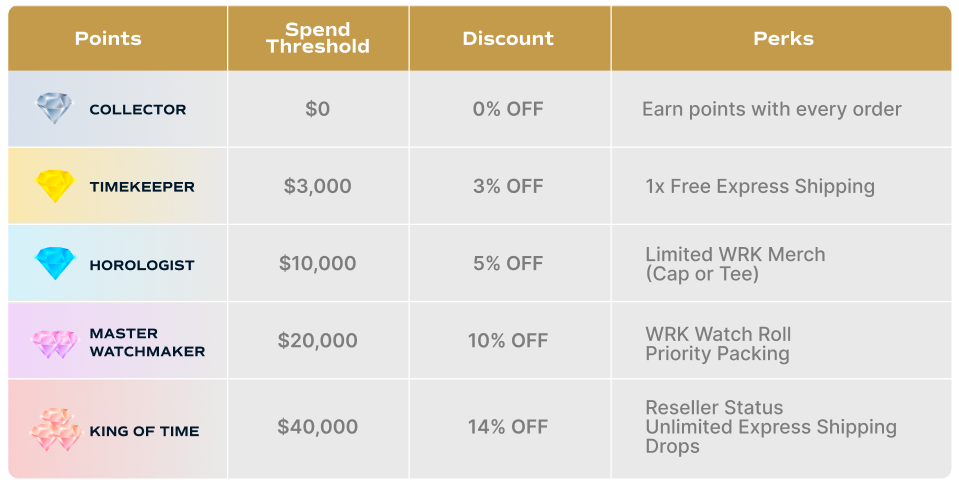 Points
Spend
Threshold
Discount
Perks
COLLECTOR
$0
0% OFF
Earn points with every order
TIMEKEEPER
$3,000
3% OFF
1x Free Express Shipping
HOROLOGIST
$10,000
5% OFF
Limited WRK Merch
(Cap or Tee)
MASTER
WATCHMAKER
$20,000
10% OFF
WRK Watch Roll
Priority Packing
KING OF TIME
$40,000
14% OFF
Reseller Status
Unlimited Express Shipping
Drops